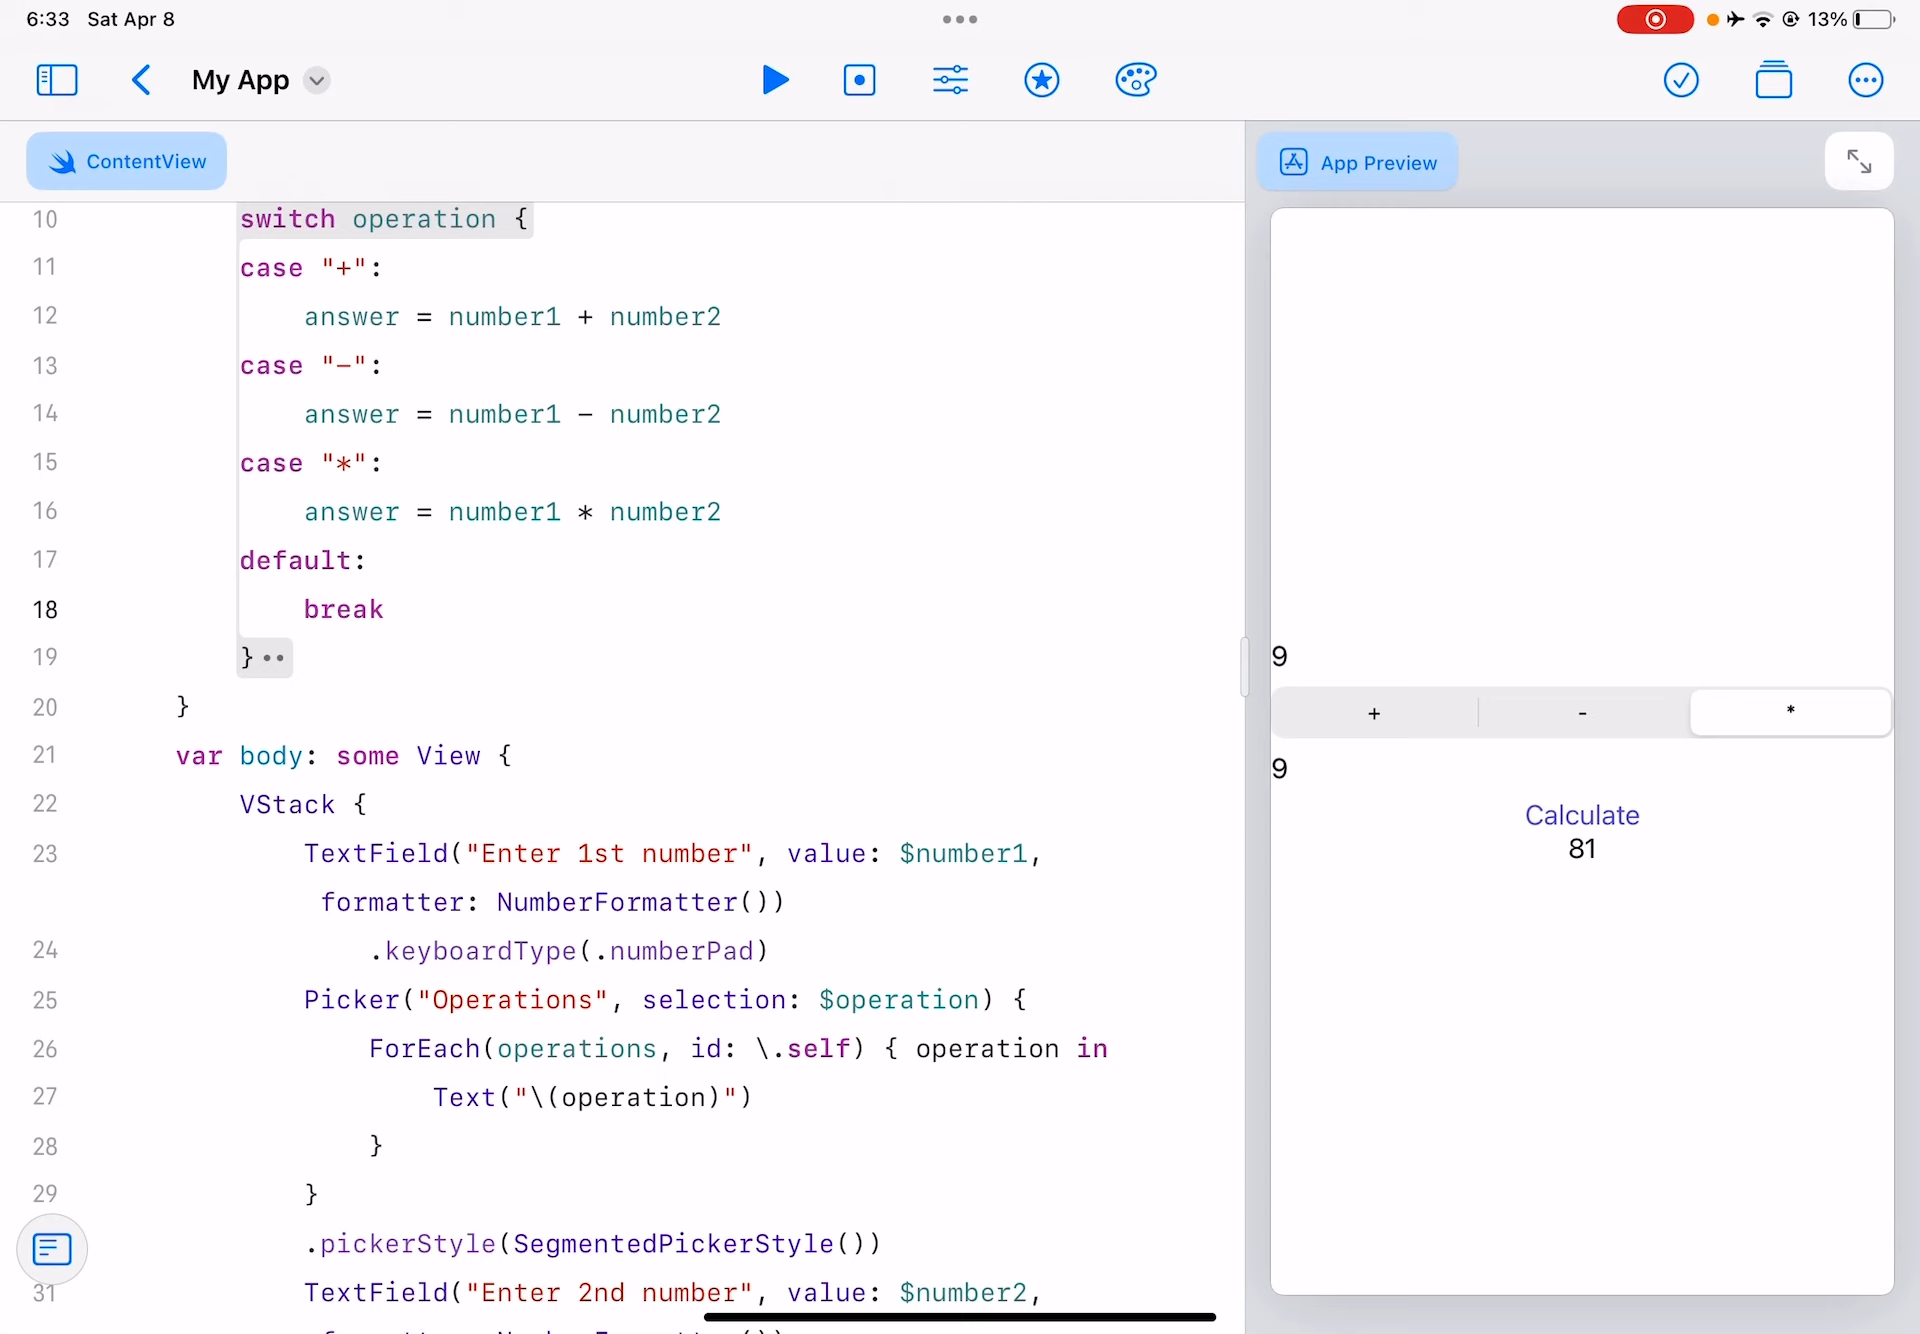 6:33 Sat Apr 8
13%
My App
ContentView
10 switch operation {
11 case "+":
12 answer = number1 + number2
13 case "-":
14 answer = number1 - number2
15 case "*":
16 answer = number1 * number2
17 default:
18 break
19 }
20 }
21 var body: some View {
22 VStack {
23 TextField("Enter 1st number", value: $number1,
formatter: NumberFormatter())
24 .keyboardType(.numberPad)
25 Picker("Operations", selection: $operation) {
26 ForEach(operations, id: \.self) { operation in
27 Text("\(operation)")
28 }
29 }
.pickerStyle(SegmentedPickerStyle())
31 TextField("Enter 2nd number", value: $number2,
App Preview
9
+ - *
9
Calculate
81